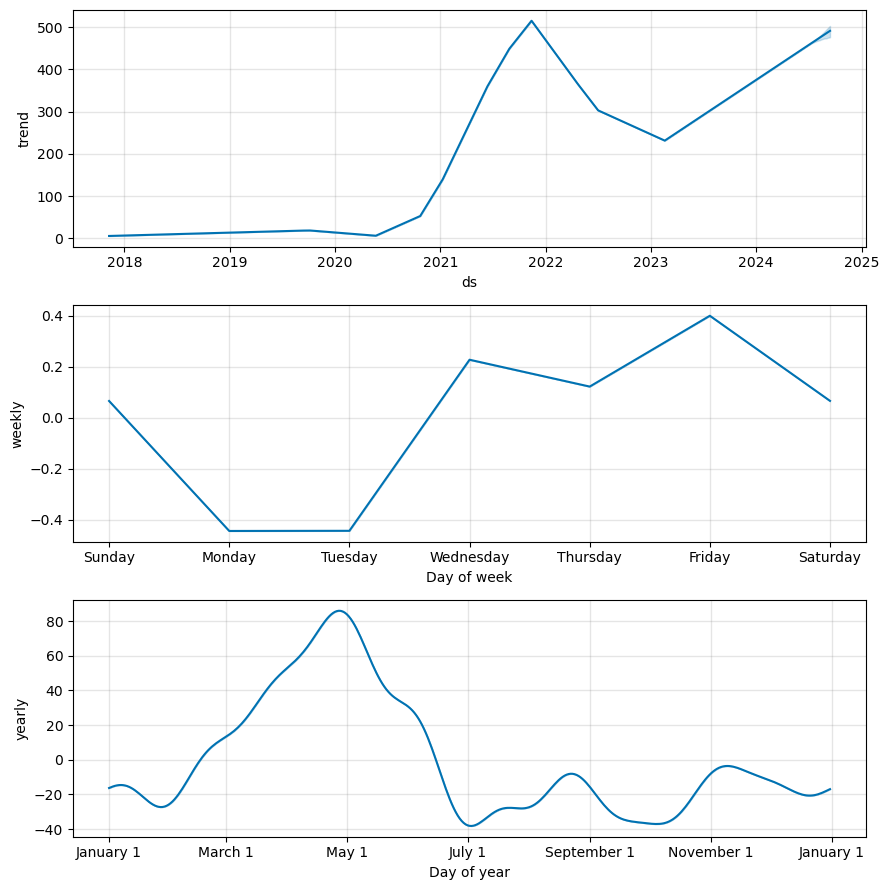 500
400
300
200
100
0
trend
2018 2019 2020 2021 2022 2023 2024 2025
ds
0.4
0.2
0.0
−0.2
−0.4
weekly
Sunday Monday Tuesday Wednesday Thursday Friday Saturday
Day of week
80
60
40
20
0
−20
−40
yearly
January 1 March 1 May 1 July 1 September 1 November 1 January 1
Day of year